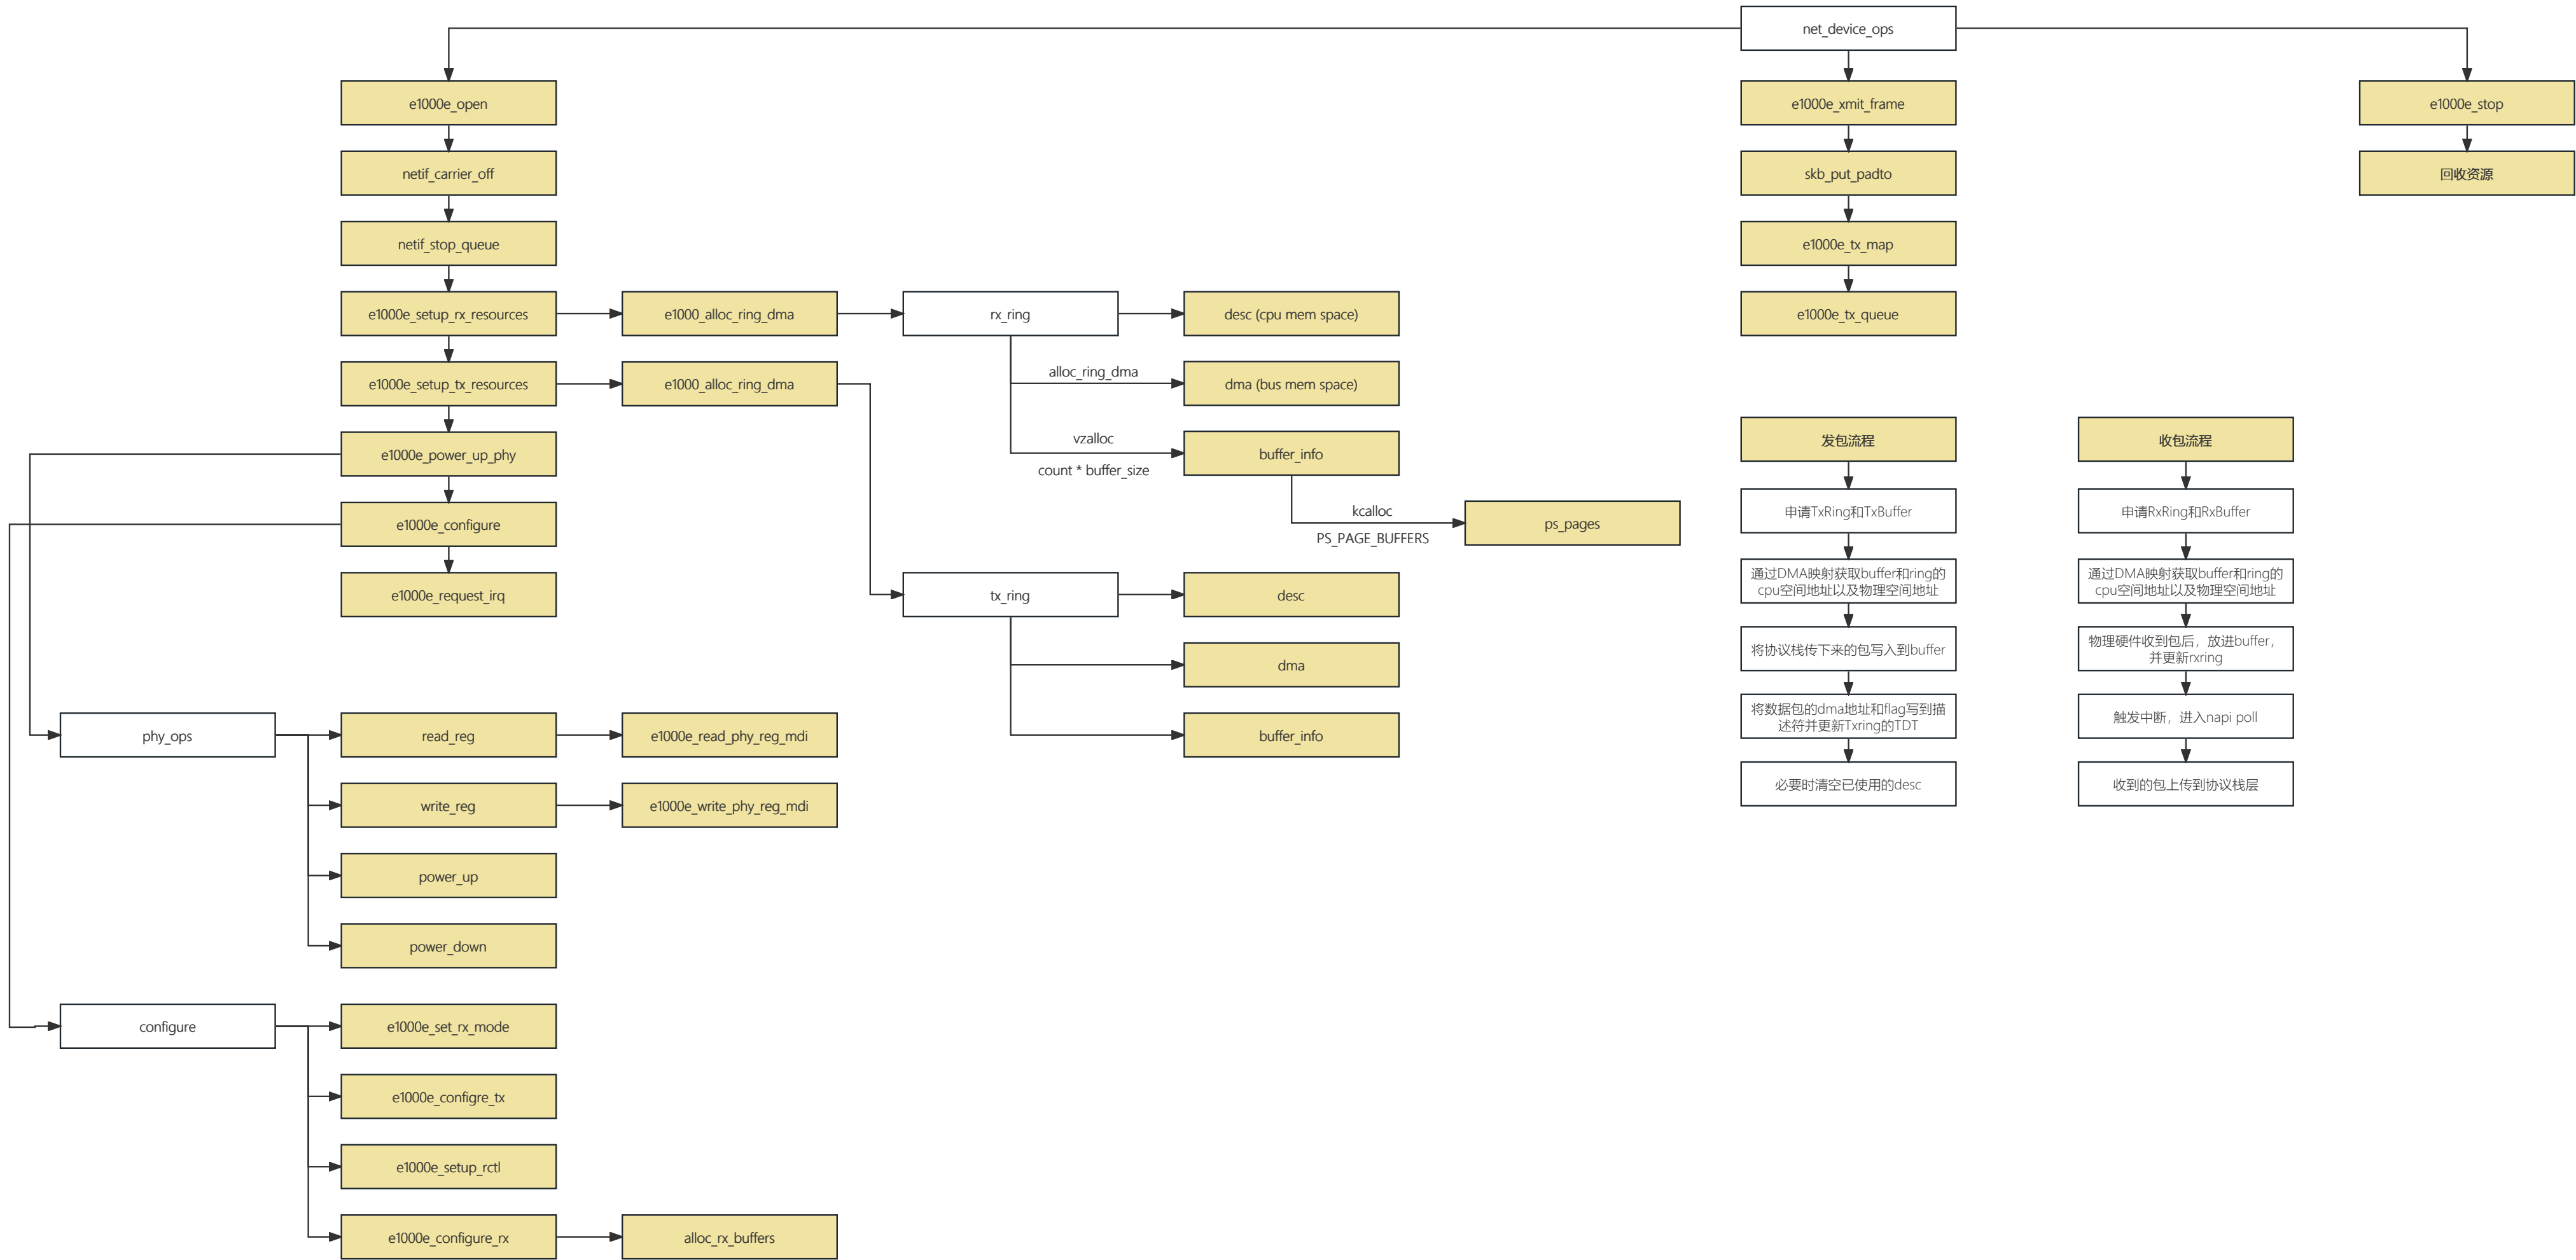 net_device_ops
e1000e_open
e1000e_xmit_frame
e1000e_stop
netif_carrier_off
skb_put_padto
回收资源
netif_stop_queue
e1000e_tx_map
e1000e_setup_rx_resources
e1000_alloc_ring_dma
rx_ring
desc (cpu mem space)
e1000e_tx_queue
e1000e_setup_tx_resources
e1000_alloc_ring_dma
alloc_ring_dma
dma (bus mem space)
e1000e_power_up_phy
vzalloc
count * buffer_size
buffer_info
e1000e_configure
kcalloc
PS_PAGE_BUFFERS
ps_pages
e1000e_request_irq
tx_ring
desc
dma
buffer_info
phy_ops
read_reg
e1000e_read_phy_reg_mdi
write_reg
e1000e_write_phy_reg_mdi
power_up
power_down
configure
e1000e_set_rx_mode
e1000e_configre_tx
e1000e_setup_rctl
e1000e_configure_rx
alloc_rx_buffers
发包流程
申请TxRing和TxBuffer
通过DMA映射获取buffer和ring的
cpu空间地址以及物理空间地址
将协议栈传下来的包写入到buffer
将数据包的dma地址和flag写到描
述符并更新Txring的TDT
必要时清空已使用的desc
收包流程
申请RxRing和RxBuffer
通过DMA映射获取buffer和ring的
cpu空间地址以及物理空间地址
物理硬件收到包后，放进buffer，
并更新rxring
触发中断，进入napi poll
收到的包上传到协议栈层